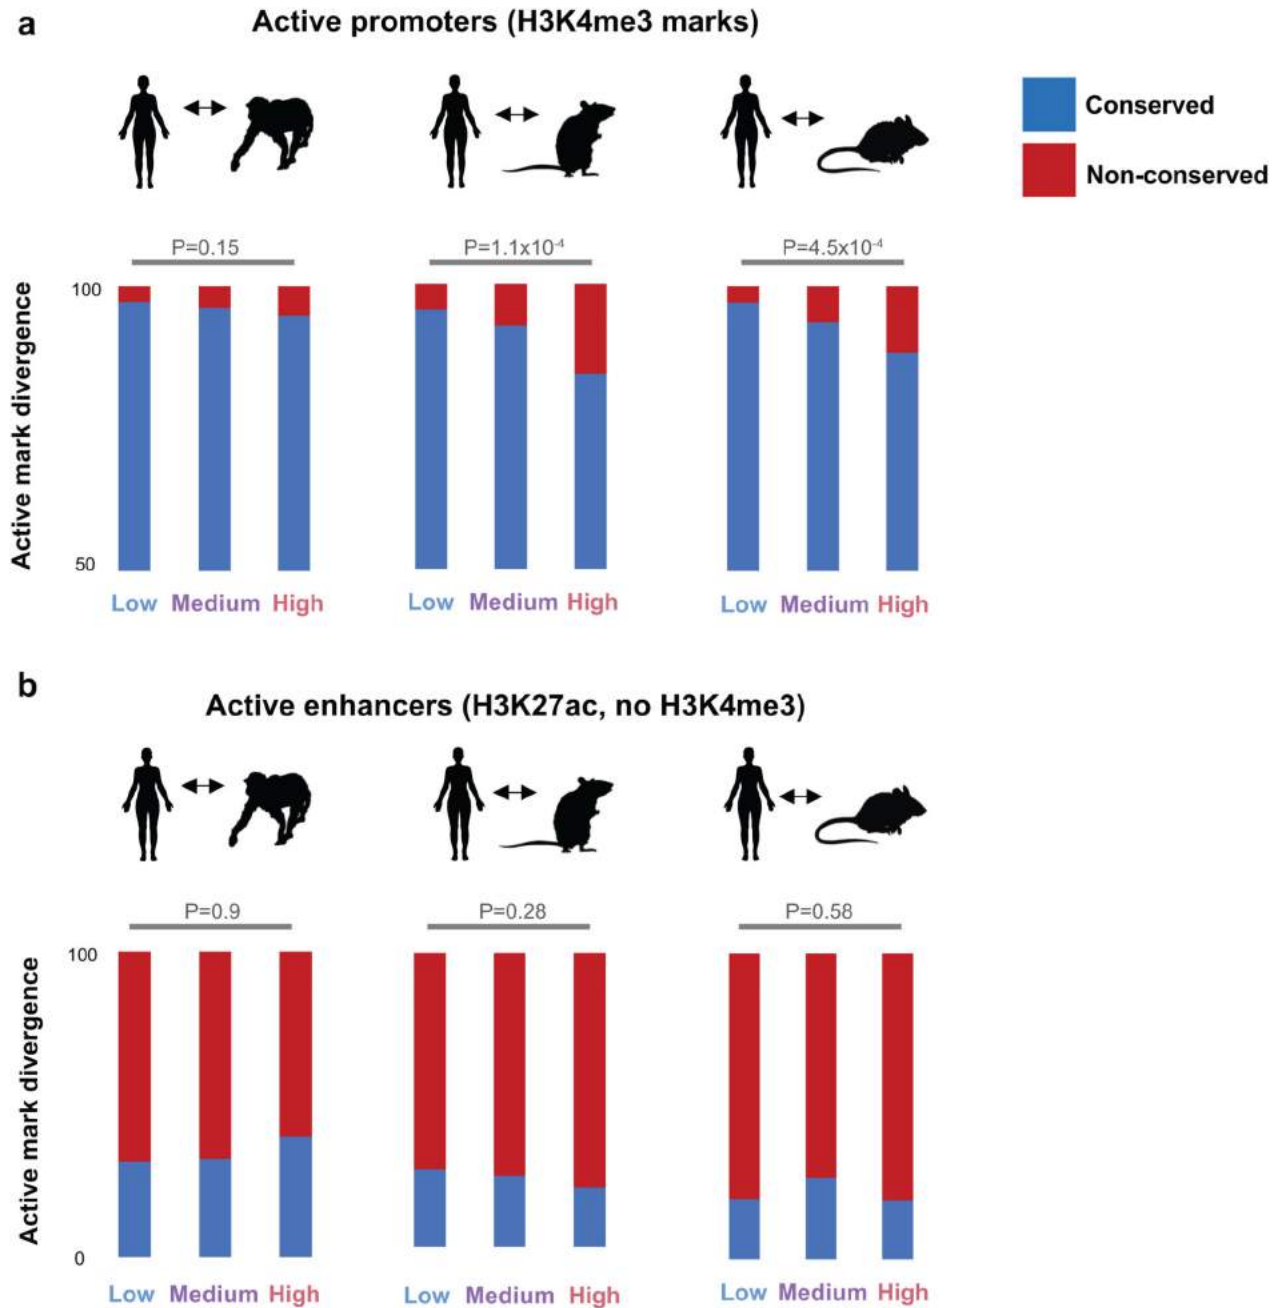 a
Active promoters (H3K4me3 marks)
Conserved
Non-conserved
P=0.15
P=1.1x10⁻⁴
P=4.5x10⁻⁴
Active mark divergence
100
50
Low Medium High
Low Medium High
Low Medium High
b
Active enhancers (H3K27ac, no H3K4me3)
P=0.9
P=0.28
P=0.58
Active mark divergence
100
0
Low Medium High
Low Medium High
Low Medium High